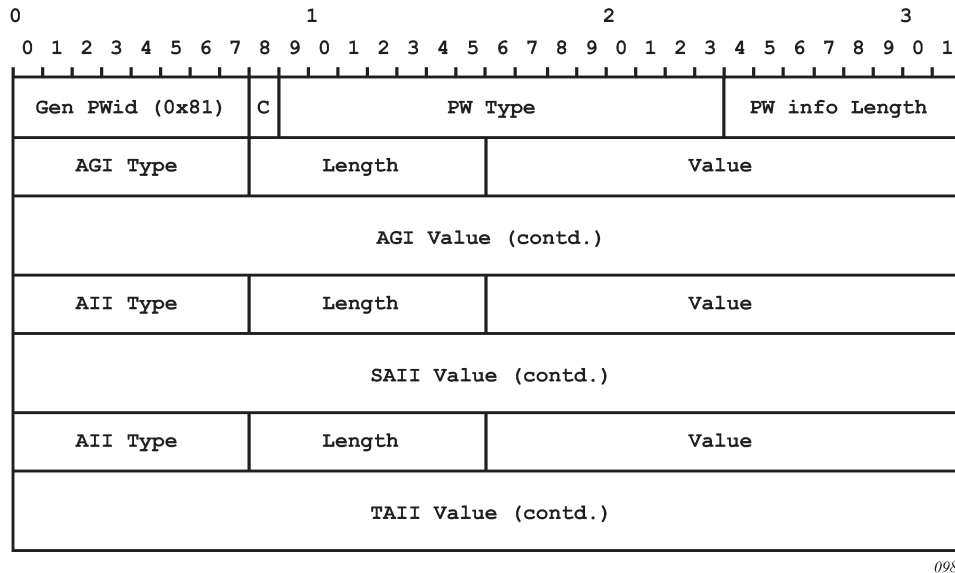 0 1 2 3
0 1 2 3 4 5 6 7 8 9 0 1 2 3 4 5 6 7 8 9 0 1 2 3 4 5 6 7 8 9 0 1
Gen PWid (0x81) C PW Type PW info Length
AGI Type Length Value
AGI Value (contd.)
AII Type Length Value
SAII Value (contd.)
AII Type Length Value
TAII Value (contd.)
098